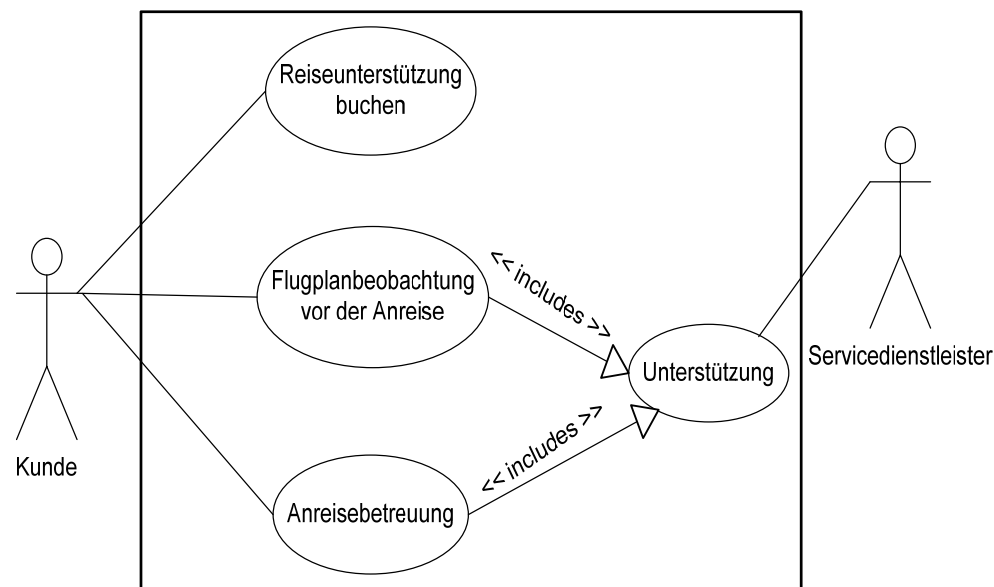 Reiseunterstützung
buchen
Flugplanbeobachtung
vor der Anreise
<< includes >>
Unterstützung
Servicedienstleister
<< includes >>
Kunde
Anreisebetreuung